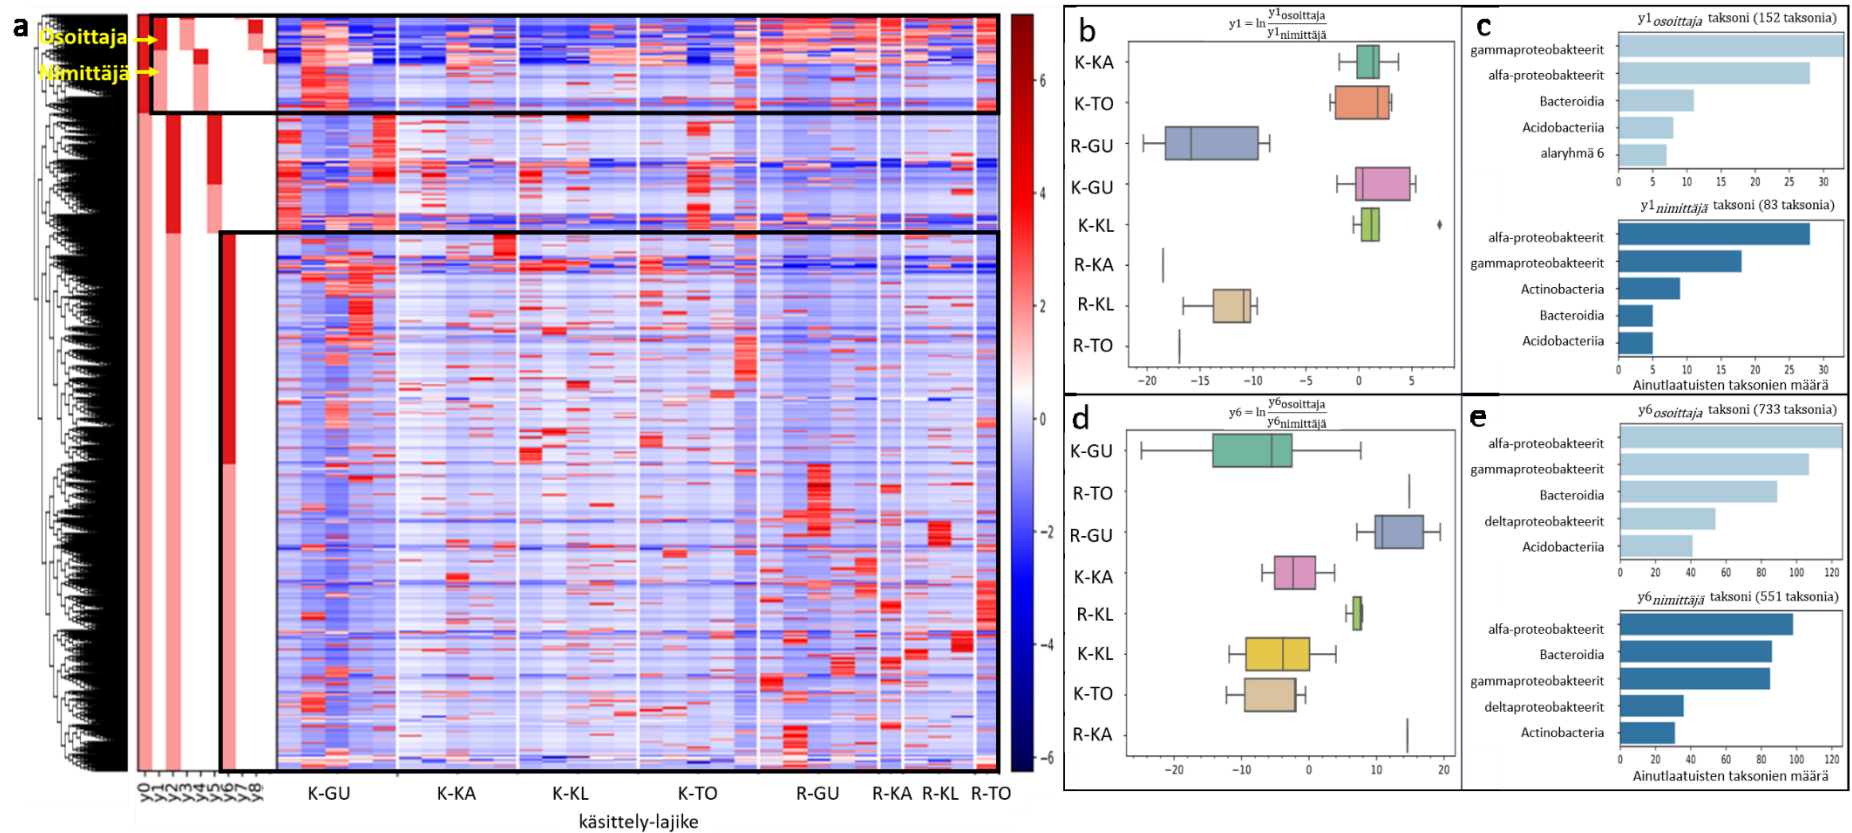 a
Osoittaja
Nimittäjä
6
4
2
0
−2
−4
−6
y0
y1
y2
y3
y4
y5
y6
y7
y8
K-GU
K-KA
K-KL
K-TO
R-GU
R-KA
R-KL
R-TO
käsittely-lajike
b
y1 = ln y1osoittaja
y1nimittäjä
K-KA
K-TO
R-GU
K-GU
K-KL
R-KA
R-KL
R-TO
−20 −15 −10 −5 0 5
c
y1osoittaja taksoni (152 taksonia)
gammaproteobakteerit
alfa-proteobakteerit
Bacteroidia
Acidobacteriia
alaryhmä 6
0 5 10 15 20 25 30
y1nimittäjä taksoni (83 taksonia)
alfa-proteobakteerit
gammaproteobakteerit
Actinobacteria
Bacteroidia
Acidobacteriia
0 5 10 15 20 25 30
Ainutlaatuisten taksonien määrä
d
y6 = ln y6osoittaja
y6nimittäjä
K-GU
R-TO
R-GU
K-KA
R-KL
K-KL
K-TO
R-KA
−20 −10 0 10 20
e
y6osoittaja taksoni (733 taksonia)
alfa-proteobakteerit
gammaproteobakteerit
Bacteroidia
deltaproteobakteerit
Acidobacteriia
0 20 40 60 80 100 120
y6nimittäjä taksoni (551 taksonia)
alfa-proteobakteerit
Bacteroidia
gammaproteobakteerit
deltaproteobakteerit
Actinobacteria
0 20 40 60 80 100 120
Ainutlaatuisten taksonien määrä